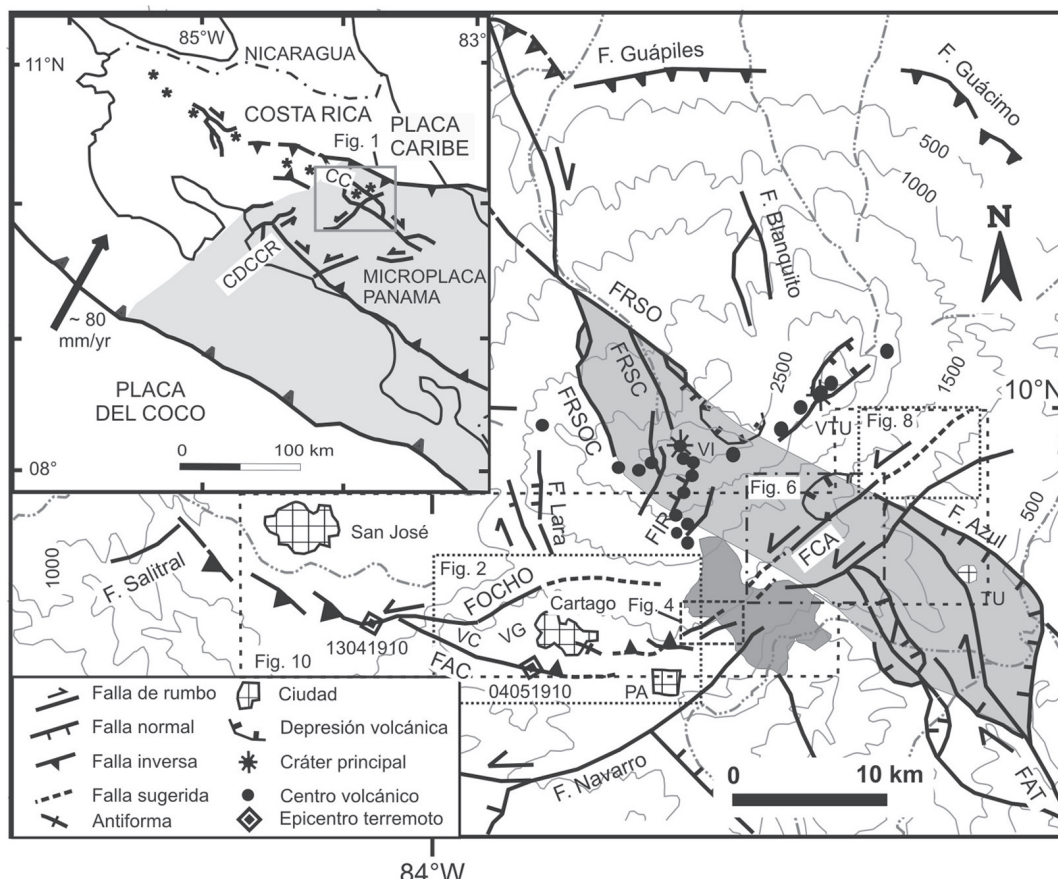 85°W
83°
11°N
NICARAGUA
COSTA RICA
PLACA
CARIBE
Fig. 1
CC
CDCCR
MICROPLACA
PANAMA
~ 80
mm/yr
PLACA
DEL COCO
0 100 km
08°
F. Guápiles
F. Guácimo
500
1000
F. Blanquito
N
FRSO
FRSC
FRSOC
2500
1500
10°N
VTU
Fig. 8
VI
Fig. 6
F. Lara
FIR
FCA
F. Azul
500
TU
San José
1000
F. Salitral
Fig. 2
FOCHO
Cartago
Fig. 4
VC
VG
13041910
FAC
Fig. 10
04051910
PA
F. Navarro
0 10 km
FAT
Falla de rumbo
Falla normal
Falla inversa
Falla sugerida
Antiforma
Ciudad
Depresión volcánica
Cráter principal
Centro volcánico
Epicentro terremoto
84°W